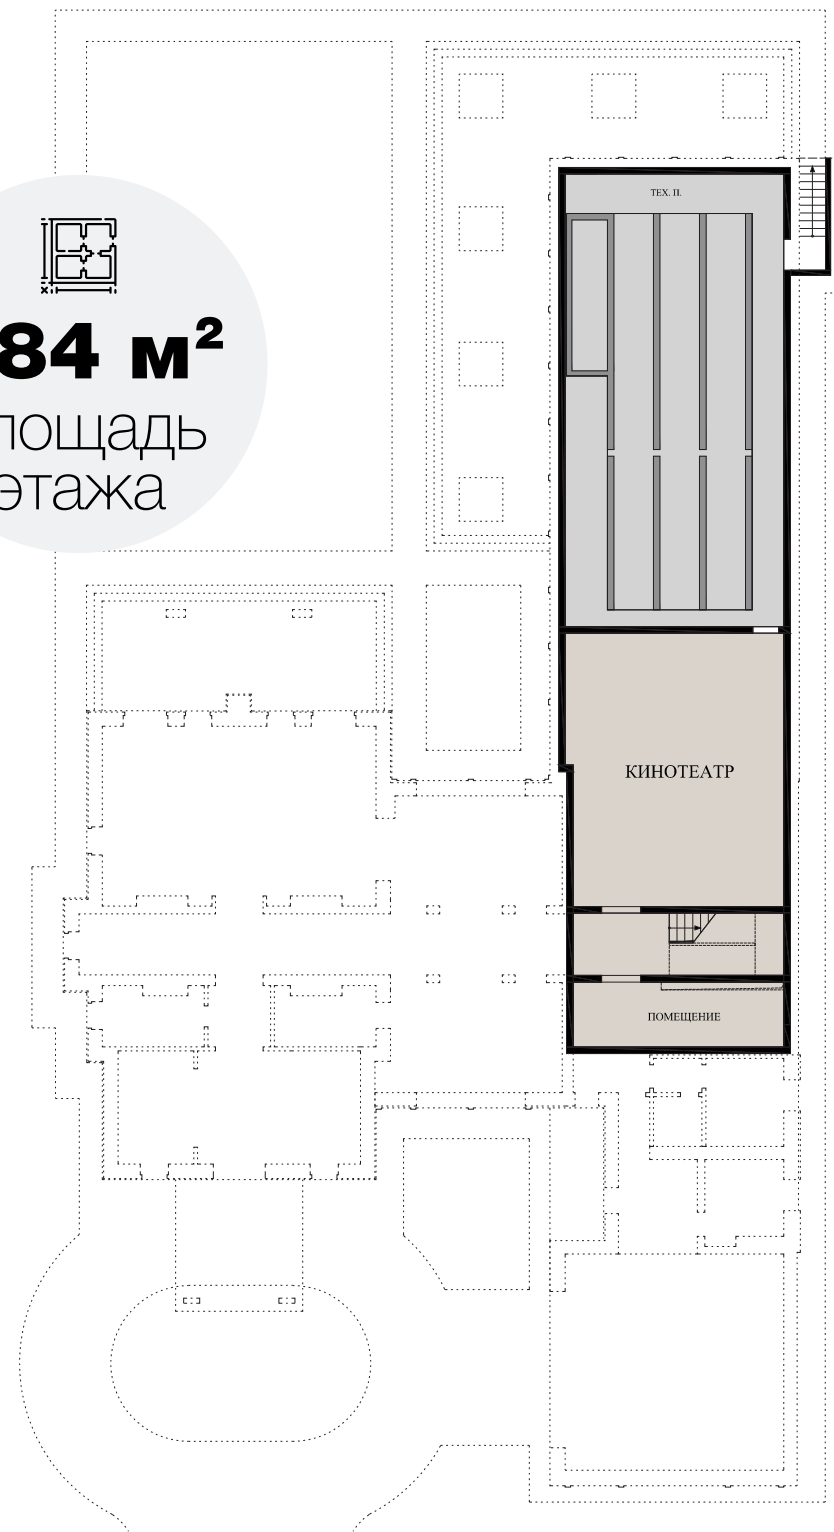 ТЕХ. П.
84 м²
лощадь
этажа
КИНОТЕАТР
ПОМЕЩЕНИЕ